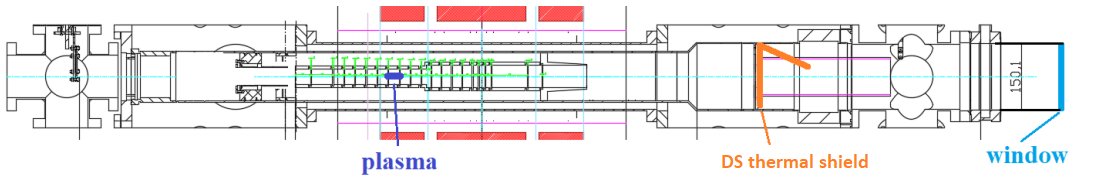 150.1
plasma
DS thermal shield
window